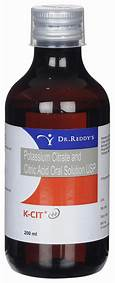 DR.REDDY'S
Potassium Citrate and
Citric Acid Oral Solution USP
K-CIT
200 ml